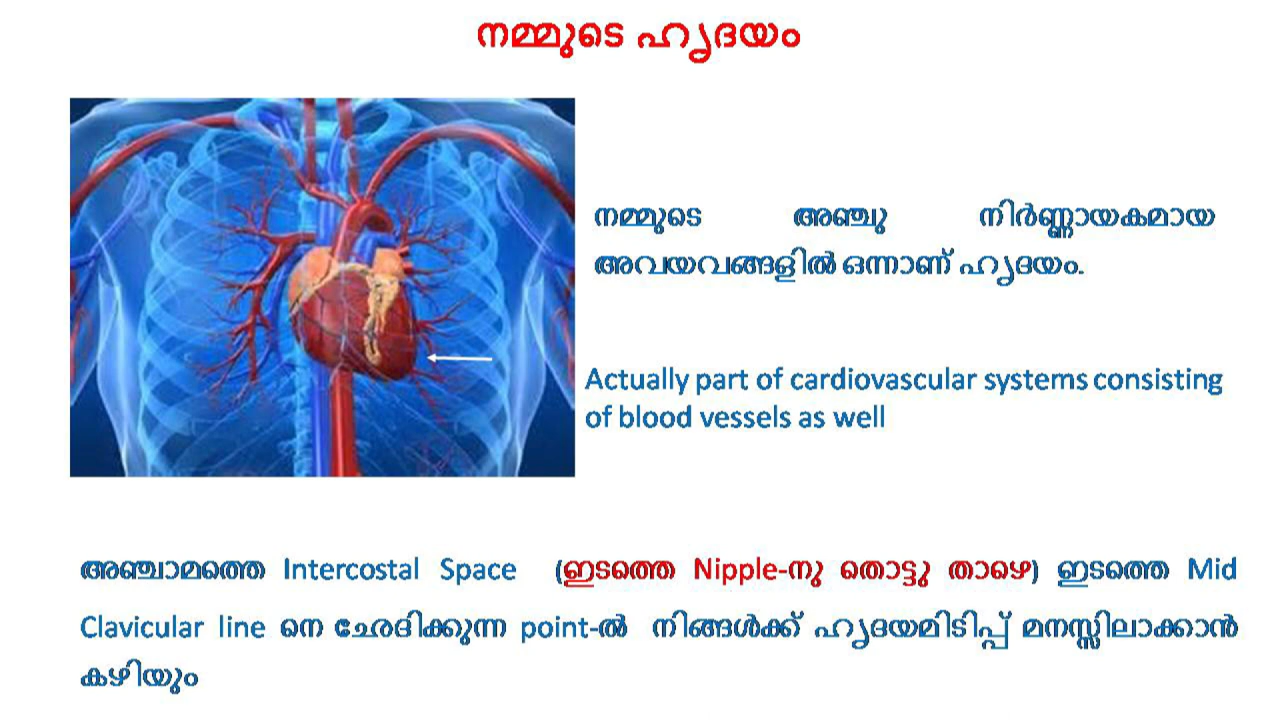 നമ്മുടെ ഹൃദയം
നമ്മുടെ അഞ്ചു നിർണ്ണായകമായ
അവയവങ്ങളിൽ ഒന്നാണ് ഹൃദയം.
Actually part of cardiovascular systems consisting
of blood vessels as well
അഞ്ചാമത്തെ Intercostal Space (ഇടത്തെ Nipple-നു തൊട്ടു താഴെ) ഇടത്തെ Mid
Clavicular line നെ ഛേദിക്കുന്ന point-ൽ നിങ്ങൾക്ക് ഹൃദയമിടിപ്പ് മനസ്സിലാക്കാൻ
കഴിയും